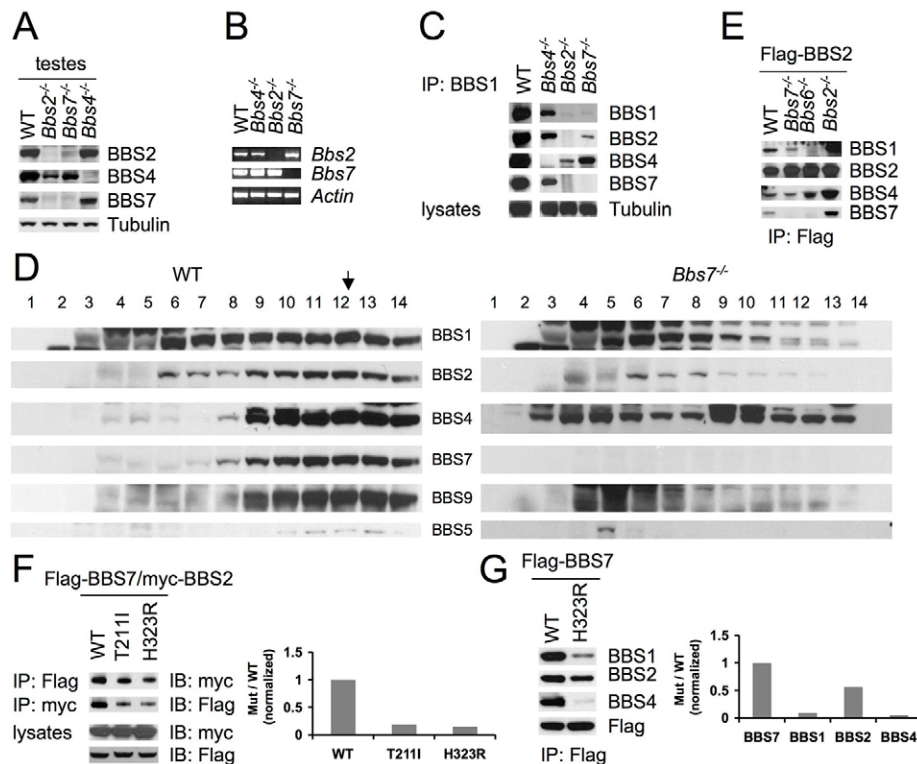 A
testes
WT
Bbs2-/-
Bbs7-/-
Bbs4-/-
BBS2
BBS4
BBS7
Tubulin
B
WT
Bbs4-/-
Bbs2-/-
Bbs7-/-
Bbs2
Bbs7
Actin
C
IP: BBS1
WT
Bbs4-/-
Bbs2-/-
Bbs7-/-
BBS1
BBS2
BBS4
BBS7
lysates
Tubulin
E
Flag-BBS2
WT
Bbs7-/-
Bbs6-/-
Bbs2-/-
BBS1
BBS2
BBS4
BBS7
IP: Flag
D
WT
1 2 3 4 5 6 7 8 9 10 11 12 13 14
Bbs7-/-
1 2 3 4 5 6 7 8 9 10 11 12 13 14
BBS1
BBS2
BBS4
BBS7
BBS9
BBS5
F
Flag-BBS7/myc-BBS2
WT
T211I
H323R
IP: Flag IB: myc
IP: myc IB: Flag
lysates IB: myc
IB: Flag
Mut / WT
(normalized)
1.5
1
0.5
0
WT T211I H323R
G
Flag-BBS7
WT
H323R
BBS1
BBS2
BBS4
Flag
IP: Flag
Mut / WT
(normalized)
1.5
1
0.5
0
BBS7 BBS1 BBS2 BBS4